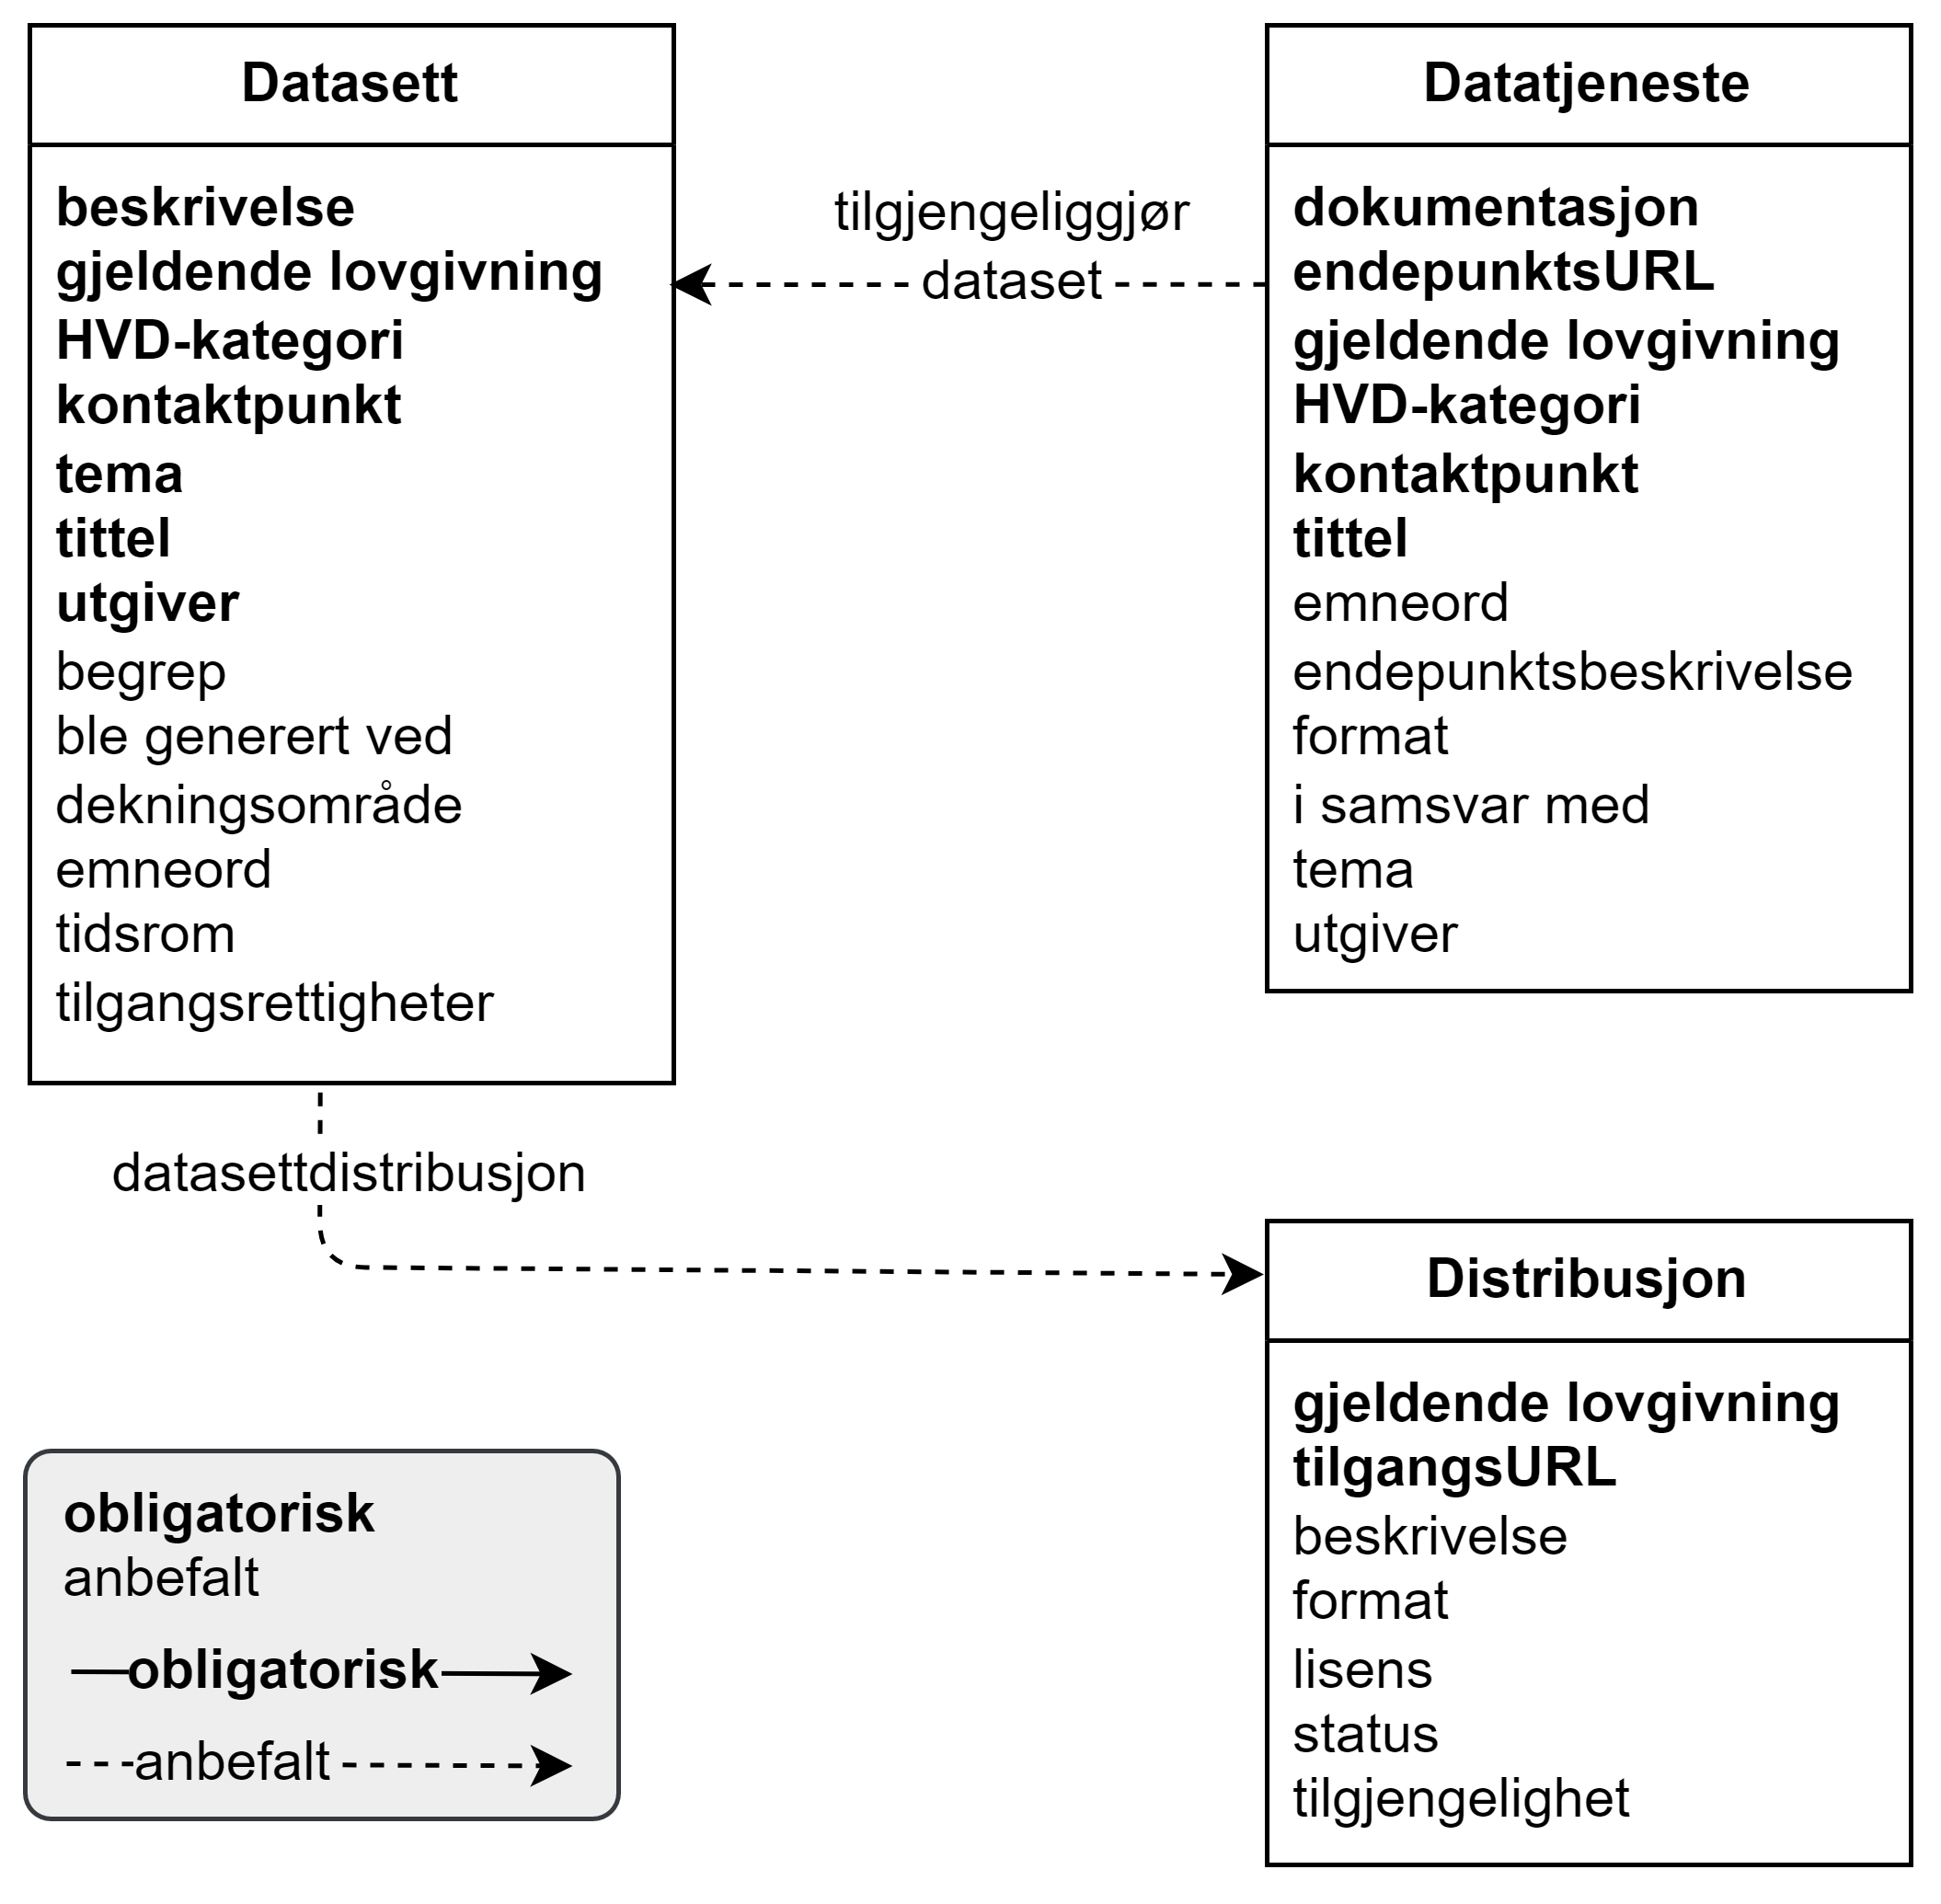 Datasett
beskrivelse
gjeldende lovgivning
HVD-kategori
kontaktpunkt
tema
tittel
utgiver
begrep
ble generert ved
dekningsområde
emneord
tidsrom
tilgangsrettigheter
tilgjengeliggjør
dataset
Datatjeneste
dokumentasjon
endepunktsURL
gjeldende lovgivning
HVD-kategori
kontaktpunkt
tittel
emneord
endepunktsbeskrivelse
format
i samsvar med
tema
utgiver
datasettdistribusjon
Distribusjon
gjeldende lovgivning
tilgangsURL
beskrivelse
format
lisens
status
tilgjengelighet
obligatorisk
anbefalt
obligatorisk
anbefalt